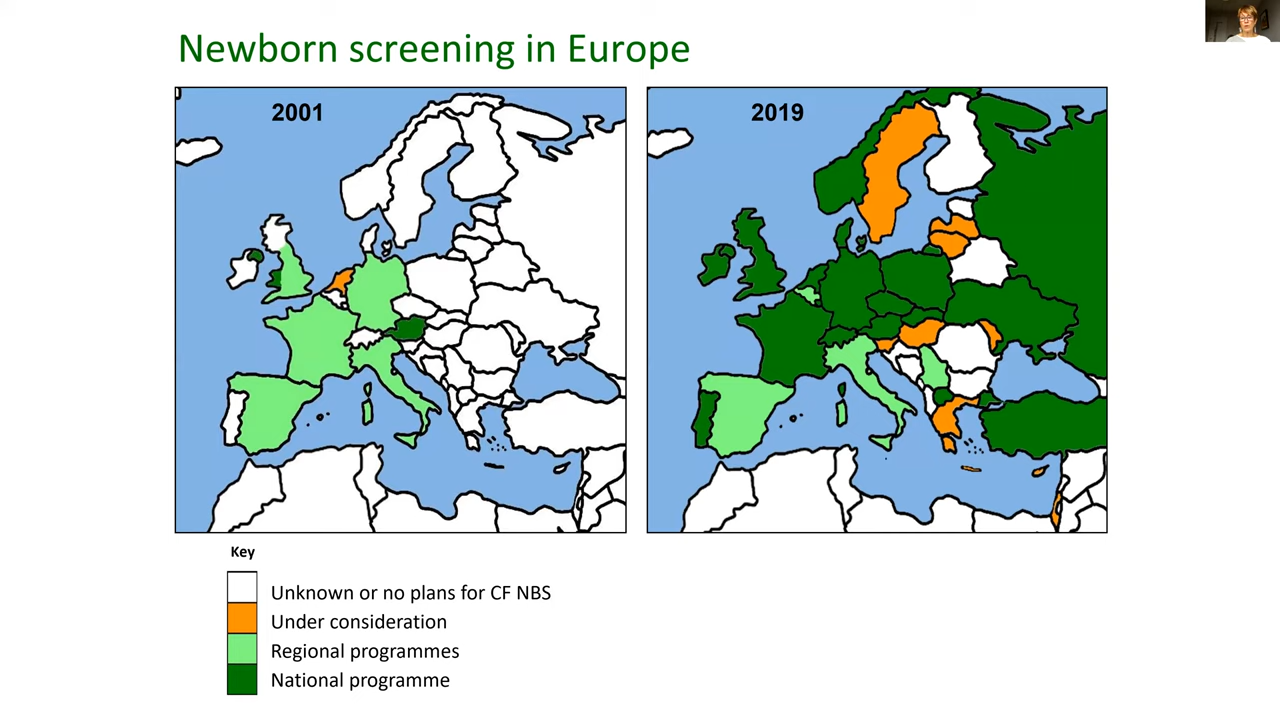 Newborn screening in Europe
2001
2019
Key
Unknown or no plans for CF NBS
Under consideration
Regional programmes
National programme